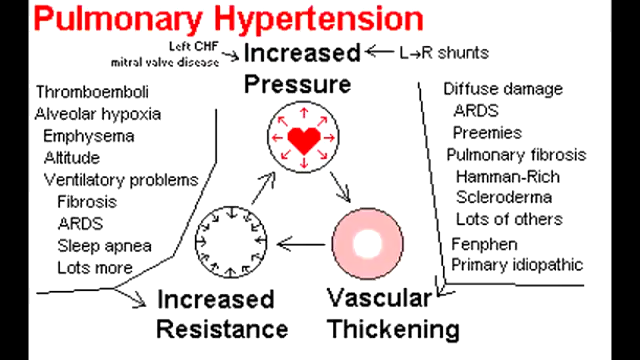 Pulmonary Hypertension
Left CHF
mitral valve disease
Increased
Pressure
L→R shunts
Thromboemboli
Alveolar hypoxia
Emphysema
Altitude
Ventilatory problems
Fibrosis
ARDS
Sleep apnea
Lots more
Diffuse damage
ARDS
Preemies
Pulmonary fibrosis
Hamman-Rich
Scleroderma
Lots of others
Fenphen
Primary idiopathic
Increased
Resistance
Vascular
Thickening